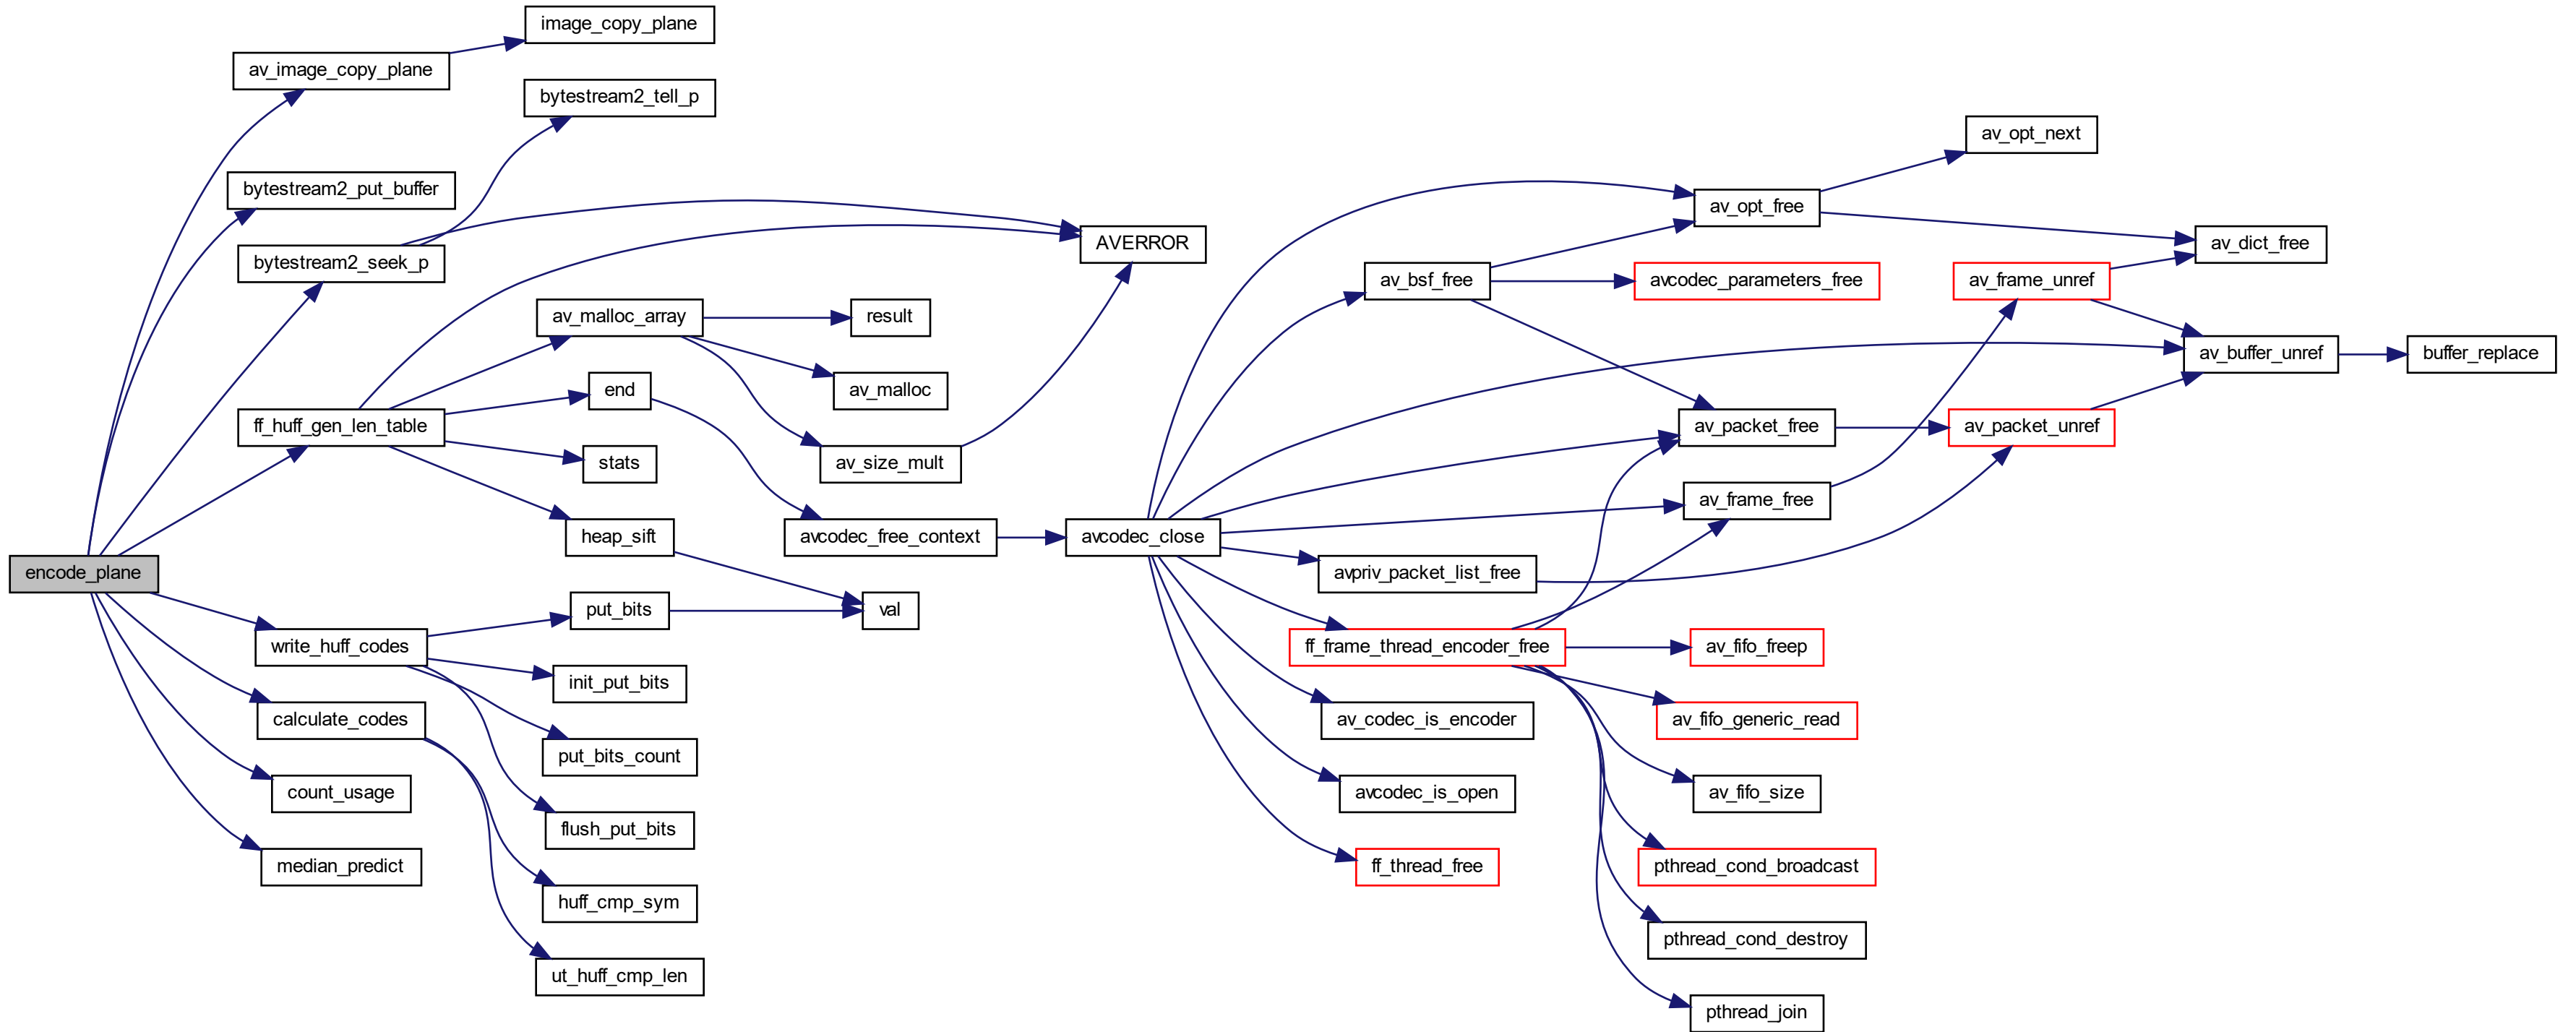 image_copy_plane
av_image_copy_plane
bytestream2_tell_p
av_opt_next
bytestream2_put_buffer
av_opt_free
AVERROR
av_dict_free
bytestream2_seek_p
av_bsf_free
avcodec_parameters_free
av_frame_unref
av_malloc_array
result
av_buffer_unref
buffer_replace
end
av_malloc
ff_huff_gen_len_table
av_packet_free
av_packet_unref
stats
av_size_mult
av_frame_free
heap_sift
avcodec_free_context
avcodec_close
encode_plane
avpriv_packet_list_free
put_bits
val
write_huff_codes
ff_frame_thread_encoder_free
av_fifo_freep
init_put_bits
calculate_codes
av_codec_is_encoder
av_fifo_generic_read
put_bits_count
count_usage
avcodec_is_open
av_fifo_size
flush_put_bits
median_predict
ff_thread_free
pthread_cond_broadcast
huff_cmp_sym
pthread_cond_destroy
ut_huff_cmp_len
pthread_join